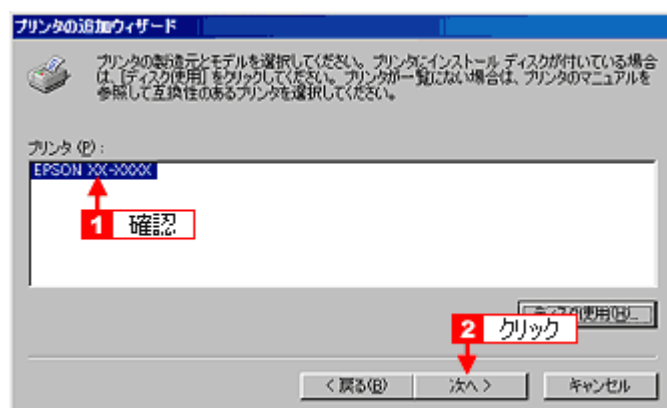 プリンタの追加ウィザード
プリンタの製造元とモデルを選択してください。プリンタにインストール ディスクが付いている場合
は、[ディスク使用] をクリックしてください。プリンタが一覧にない場合は、プリンタのマニュアルを
参照して互換性のあるプリンタを選択してください。
プリンタ (P) :
EPSON XX-XXXX
1 確認
ディスク使用(H)...
2 クリック
< 戻る(B)
次へ >
キャンセル